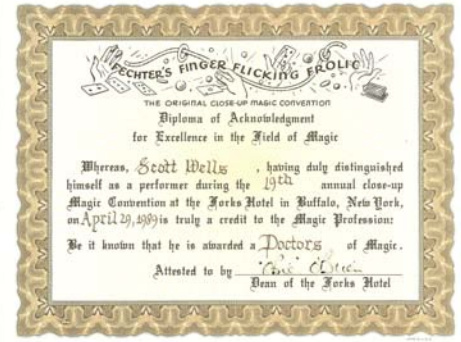 FECHTER'S FINGER FLICKING FROLIC
THE ORIGINAL CLOSE-UP MAGIC CONVENTION
Diploma of Acknowledgment
for Excellence in the Field of Magic
Whereas, Scott Wells, having duly distinguished
himself as a performer during the 19th annual close-up
Magic Convention at the Forks Hotel in Buffalo, New York,
on April 29, 1989 is truly a credit to the Magic Profession:
Be it known that he is awarded a Doctors of Magic.
Attested to by
Dean of the Forks Hotel